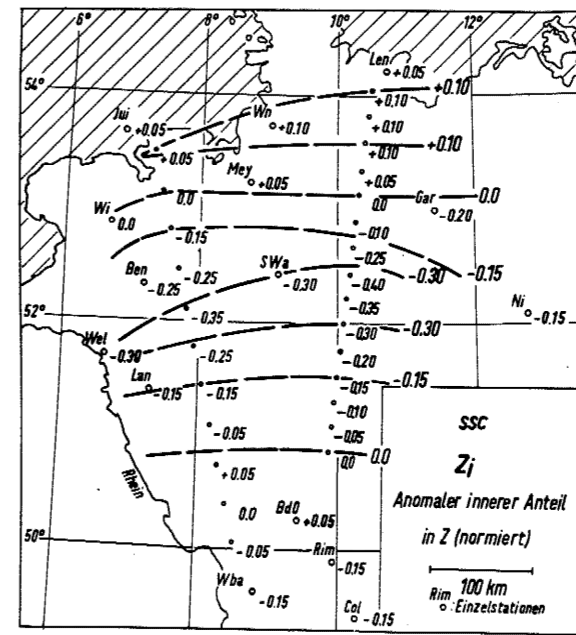 6° 8° 10°
Len
+0.05
54°
+0.10 +0.10
Jui Wn
+0.05 +0.10 +0.10
+0.10 +0.10
+0.05
Mey
+0.05 +0.05
0.0 0.0 Gar 0.0
Wi
0.0 -0.20
-0.15 -0.10
-0.25
Ben -0.25 SWa
-0.25 -0.30 -0.40 -0.30 -0.15
-0.35 -0.35 Ni
52° -0.30 -0.30 -0.15
Wel
-0.30 -0.25 -0.20
Lan
-0.15 -0.15 -0.15 -0.15
-0.10
-0.05 -0.05
0.0 0.0
+0.05
Rhein
0.0 Bd0
+0.05
50° -0.05 Rim
-0.15
Wba
-0.15
Col
-0.15
ssc
Zi
Anomaler innerer Anteil
in Z (normiert)
100 km
Rim
: Einzelstationen